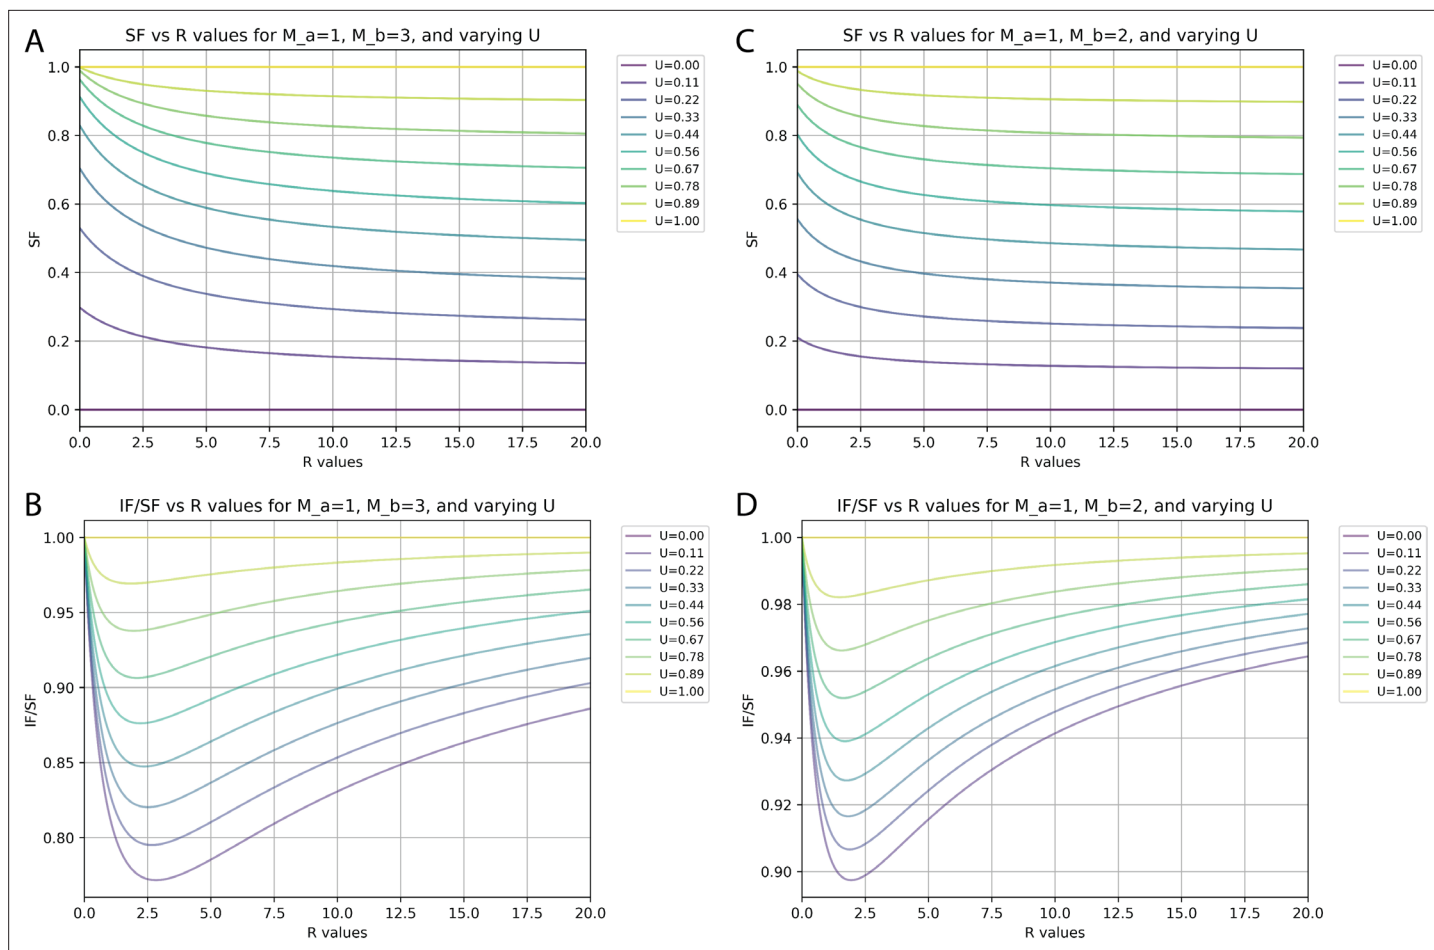 A
SF vs R values for M_a=1, M_b=3, and varying U
1.0
0.8
0.6
0.4
0.2
0.0
SF
0.0 2.5 5.0 7.5 10.0 12.5 15.0 17.5 20.0
R values
U=0.00
U=0.11
U=0.22
U=0.33
U=0.44
U=0.56
U=0.67
U=0.78
U=0.89
U=1.00
C
SF vs R values for M_a=1, M_b=2, and varying U
1.0
0.8
0.6
0.4
0.2
0.0
SF
0.0 2.5 5.0 7.5 10.0 12.5 15.0 17.5 20.0
R values
U=0.00
U=0.11
U=0.22
U=0.33
U=0.44
U=0.56
U=0.67
U=0.78
U=0.89
U=1.00
B
IF/SF vs R values for M_a=1, M_b=3, and varying U
1.00
0.95
0.90
0.85
0.80
IF/SF
0.0 2.5 5.0 7.5 10.0 12.5 15.0 17.5 20.0
R values
U=0.00
U=0.11
U=0.22
U=0.33
U=0.44
U=0.56
U=0.67
U=0.78
U=0.89
U=1.00
D
IF/SF vs R values for M_a=1, M_b=2, and varying U
1.00
0.98
0.96
0.94
0.92
0.90
IF/SF
0.0 2.5 5.0 7.5 10.0 12.5 15.0 17.5 20.0
R values
U=0.00
U=0.11
U=0.22
U=0.33
U=0.44
U=0.56
U=0.67
U=0.78
U=0.89
U=1.00